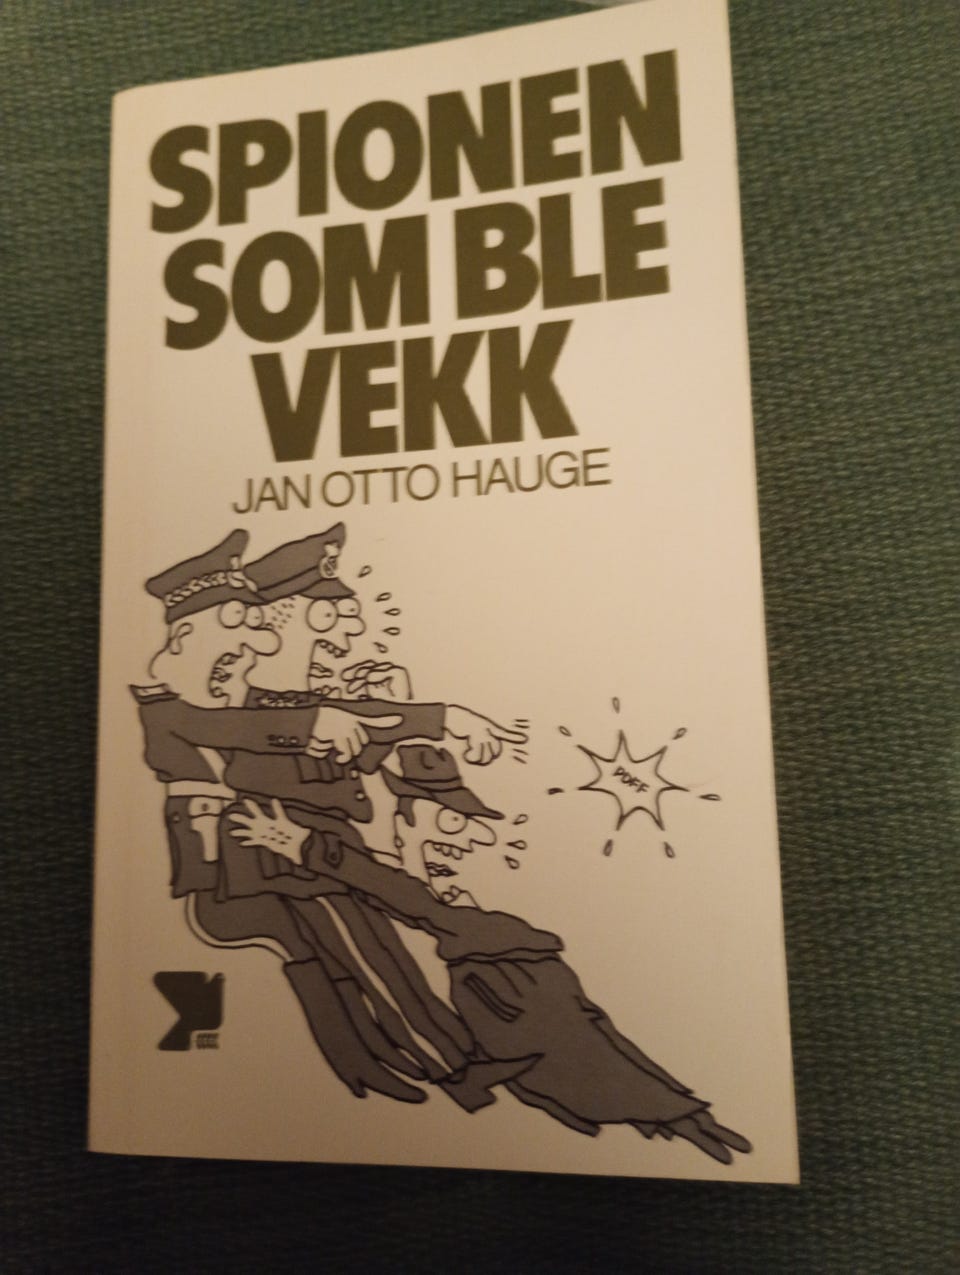 SPIONEN
SOM BLE
VEKK
JAN OTTO HAUGE
POFF